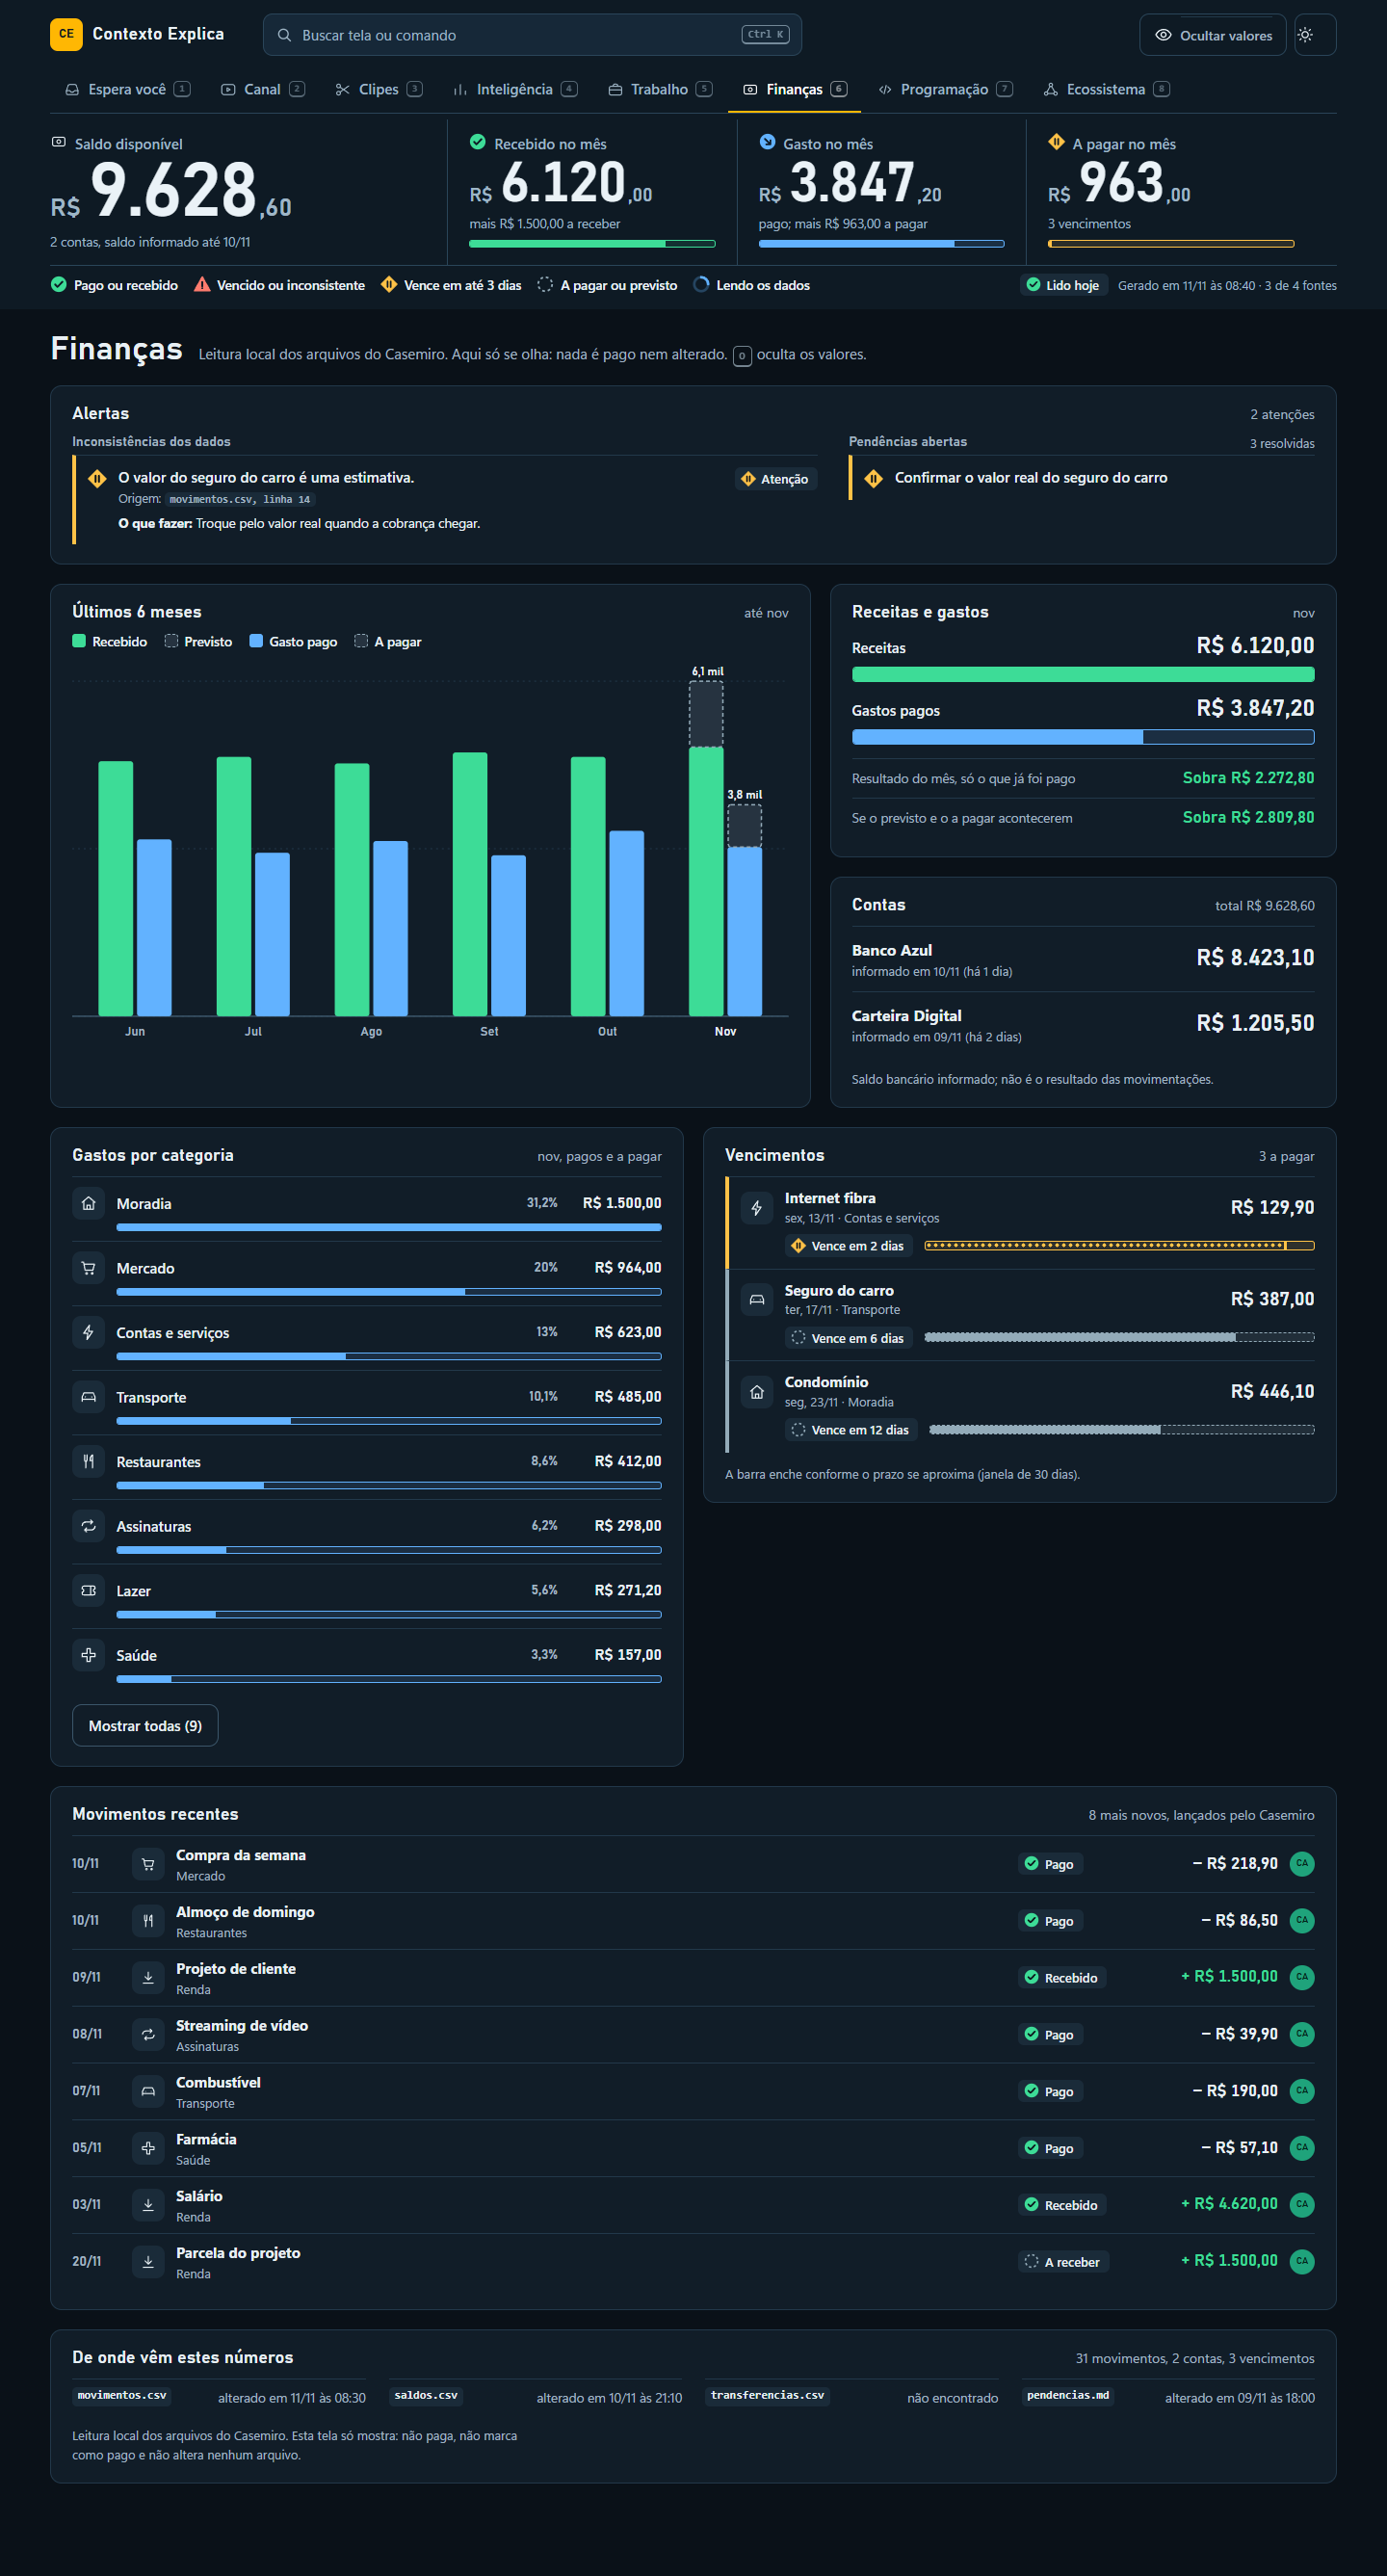 CE Contexto Explica
Buscar tela ou comando Ctrl K
Ocultar valores
Espera você 1 Canal 2 Clipes 3 Inteligência 4 Trabalho 5 Finanças 6 Programação 7 Ecossistema 8
Saldo disponível
R$ 9.628,60
2 contas, saldo informado até 10/11
Recebido no mês
R$ 6.120,00
mais R$ 1.500,00 a receber
Gasto no mês
R$ 3.847,20
pago; mais R$ 963,00 a pagar
A pagar no mês
R$ 963,00
3 vencimentos
Pago ou recebido Vencido ou inconsistente Vence em até 3 dias A pagar ou previsto Lendo os dados
Lido hoje Gerado em 11/11 às 08:40 · 3 de 4 fontes
Finanças Leitura local dos arquivos do Casemiro. Aqui só se olha: nada é pago nem alterado. O oculta os valores.
Alertas 2 atenções
Inconsistências dos dados
O valor do seguro do carro é uma estimativa. Atenção
Origem: movimentos.csv, linha 14
O que fazer: Troque pelo valor real quando a cobrança chegar.
Pendências abertas 3 resolvidas
Confirmar o valor real do seguro do carro
Últimos 6 meses até nov
Recebido Previsto Gasto pago A pagar
6,1 mil
3,8 mil
Jun Jul Ago Set Out Nov
Receitas e gastos nov
Receitas R$ 6.120,00
Gastos pagos R$ 3.847,20
Resultado do mês, só o que já foi pago Sobra R$ 2.272,80
Se o previsto e o a pagar acontecerem Sobra R$ 2.809,80
Contas total R$ 9.628,60
Banco Azul R$ 8.423,10
informado em 10/11 (há 1 dia)
Carteira Digital R$ 1.205,50
informado em 09/11 (há 2 dias)
Saldo bancário informado; não é o resultado das movimentações.
Gastos por categoria nov, pagos e a pagar
Moradia 31,2% R$ 1.500,00
Mercado 20% R$ 964,00
Contas e serviços 13% R$ 623,00
Transporte 10,1% R$ 485,00
Restaurantes 8,6% R$ 412,00
Assinaturas 6,2% R$ 298,00
Lazer 5,6% R$ 271,20
Saúde 3,3% R$ 157,00
Mostrar todas (9)
Vencimentos 3 a pagar
Internet fibra R$ 129,90
sex, 13/11 · Contas e serviços
Vence em 2 dias
Seguro do carro R$ 387,00
ter, 17/11 · Transporte
Vence em 6 dias
Condomínio R$ 446,10
seg, 23/11 · Moradia
Vence em 12 dias
A barra enche conforme o prazo se aproxima (janela de 30 dias).
Movimentos recentes 8 mais novos, lançados pelo Casemiro
10/11 Compra da semana Pago – R$ 218,90 CA
Mercado
10/11 Almoço de domingo Pago – R$ 86,50 CA
Restaurantes
09/11 Projeto de cliente Recebido + R$ 1.500,00 CA
Renda
08/11 Streaming de vídeo Pago – R$ 39,90 CA
Assinaturas
07/11 Combustível Pago – R$ 190,00 CA
Transporte
05/11 Farmácia Pago – R$ 57,10 CA
Saúde
03/11 Salário Recebido + R$ 4.620,00 CA
Renda
20/11 Parcela do projeto A receber + R$ 1.500,00 CA
Renda
De onde vêm estes números 31 movimentos, 2 contas, 3 vencimentos
movimentos.csv alterado em 11/11 às 08:30
saldos.csv alterado em 10/11 às 21:10
transferencias.csv não encontrado
pendencias.md alterado em 09/11 às 18:00
Leitura local dos arquivos do Casemiro. Esta tela só mostra: não paga, não marca
como pago e não altera nenhum arquivo.